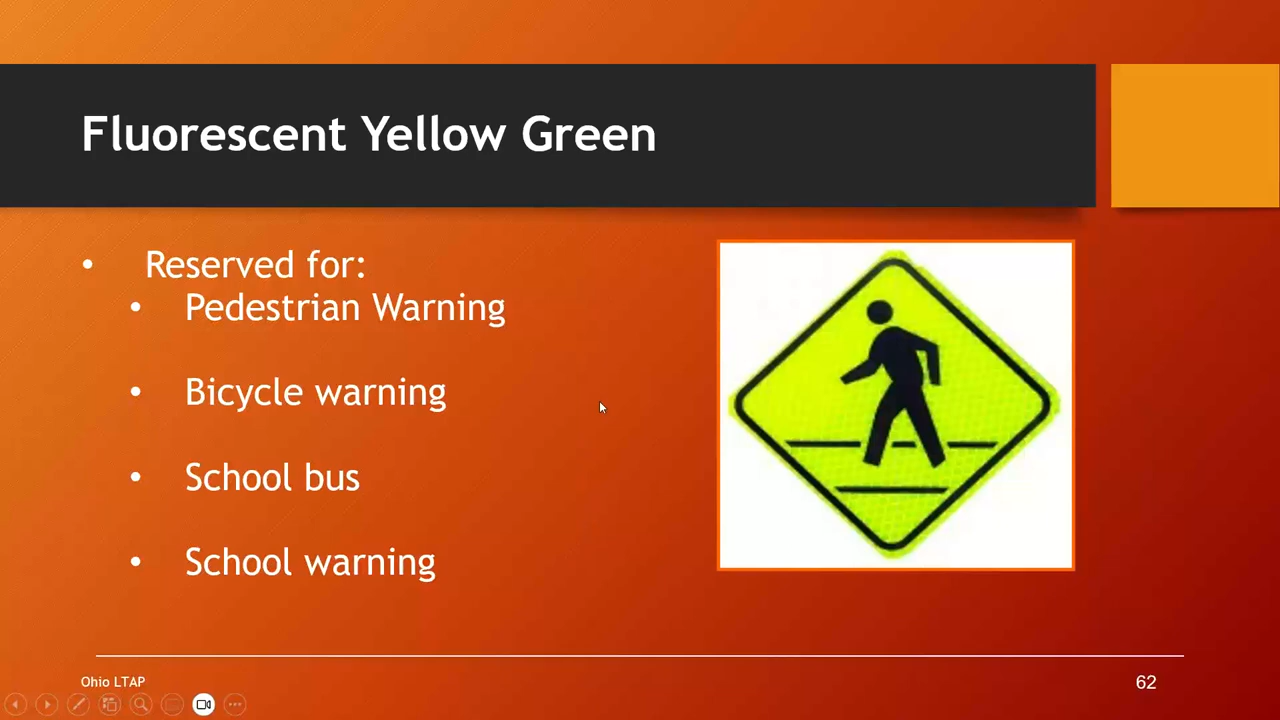 Fluorescent Yellow Green
• Reserved for:
• Pedestrian Warning
• Bicycle warning
• School bus
• School warning
Ohio LTAP
62